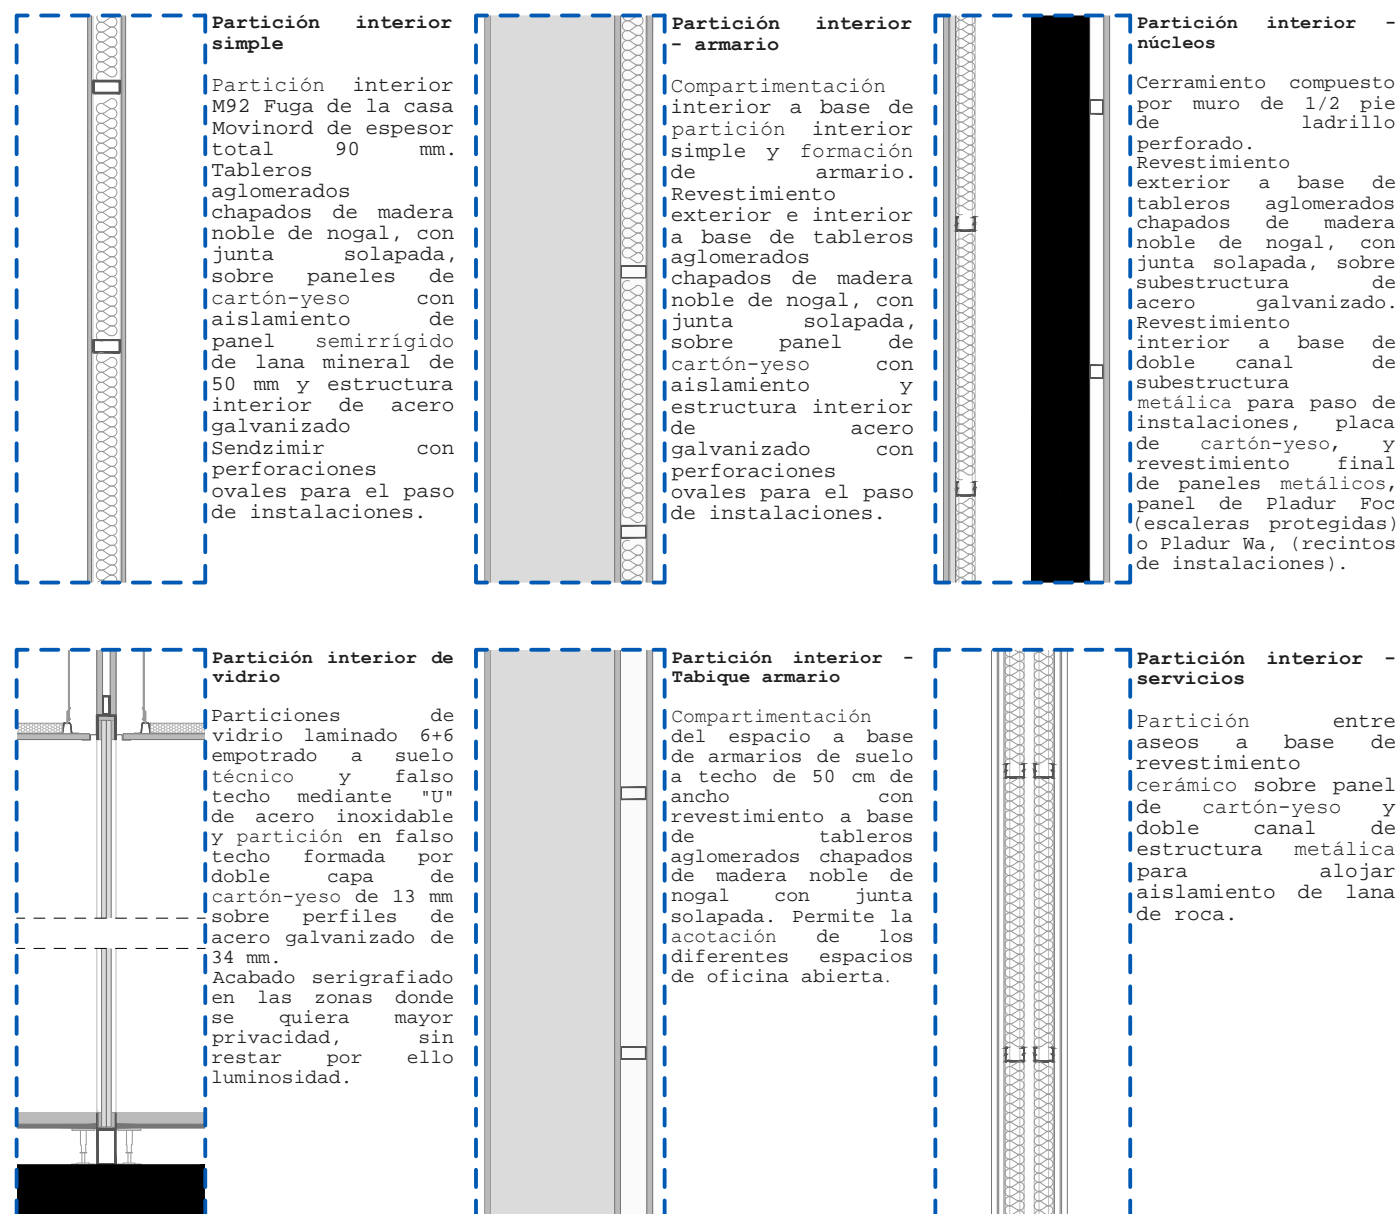 Partición interior
simple
Partición interior
M92 Fuga de la casa
Movinord de espesor
total 90 mm.
Tableros
aglomerados
chapados de madera
noble de nogal, con
junta solapada,
sobre paneles de
cartón-yeso con
aislamiento de
panel semirrígido
de lana mineral de
50 mm y estructura
interior de acero
galvanizado
Sendzimir con
perforaciones
ovales para el paso
de instalaciones.
Partición interior
- armario
Compartimentación
interior a base de
partición interior
simple y formación
de armario.
Revestimiento
exterior e interior
a base de tableros
aglomerados
chapados de madera
noble de nogal, con
junta solapada,
sobre panel de
cartón-yeso con
aislamiento y
estructura interior
de acero
galvanizado con
perforaciones
ovales para el paso
de instalaciones.
Partición interior -
núcleos
Cerramiento compuesto
por muro de 1/2 pie
de ladrillo
perforado.
Revestimiento
exterior a base de
tableros aglomerados
chapados de madera
noble de nogal, con
junta solapada, sobre
subestructura de
acero galvanizado.
Revestimiento
interior a base de
doble canal de
subestructura
metálica para paso de
instalaciones, placa
de cartón-yeso, y
revestimiento final
de paneles metálicos,
panel de Pladur Foc
(escaleras protegidas)
o Pladur Wa, (recintos
de instalaciones).
Partición interior de
vidrio
Particiones de
vidrio laminado 6+6
empotrado a suelo
técnico y falso
techo mediante "U"
de acero inoxidable
y partición en falso
techo formada por
doble capa de
cartón-yeso de 13 mm
sobre perfiles de
acero galvanizado de
34 mm.
Acabado serigrafiado
en las zonas donde
se quiera mayor
privacidad, sin
restar por ello
luminosidad.
Partición interior -
Tabique armario
Compartimentación
del espacio a base
de armarios de suelo
a techo de 50 cm de
ancho con
revestimiento a base
de tableros
aglomerados chapados
de madera noble de
nogal con junta
solapada. Permite la
acotación de los
diferentes espacios
de oficina abierta.
Partición interior -
servicios
Partición entre
aseos a base de
revestimiento
cerámico sobre panel
de cartón-yeso y
doble canal de
estructura metálica
para alojar
aislamiento de lana
de roca.